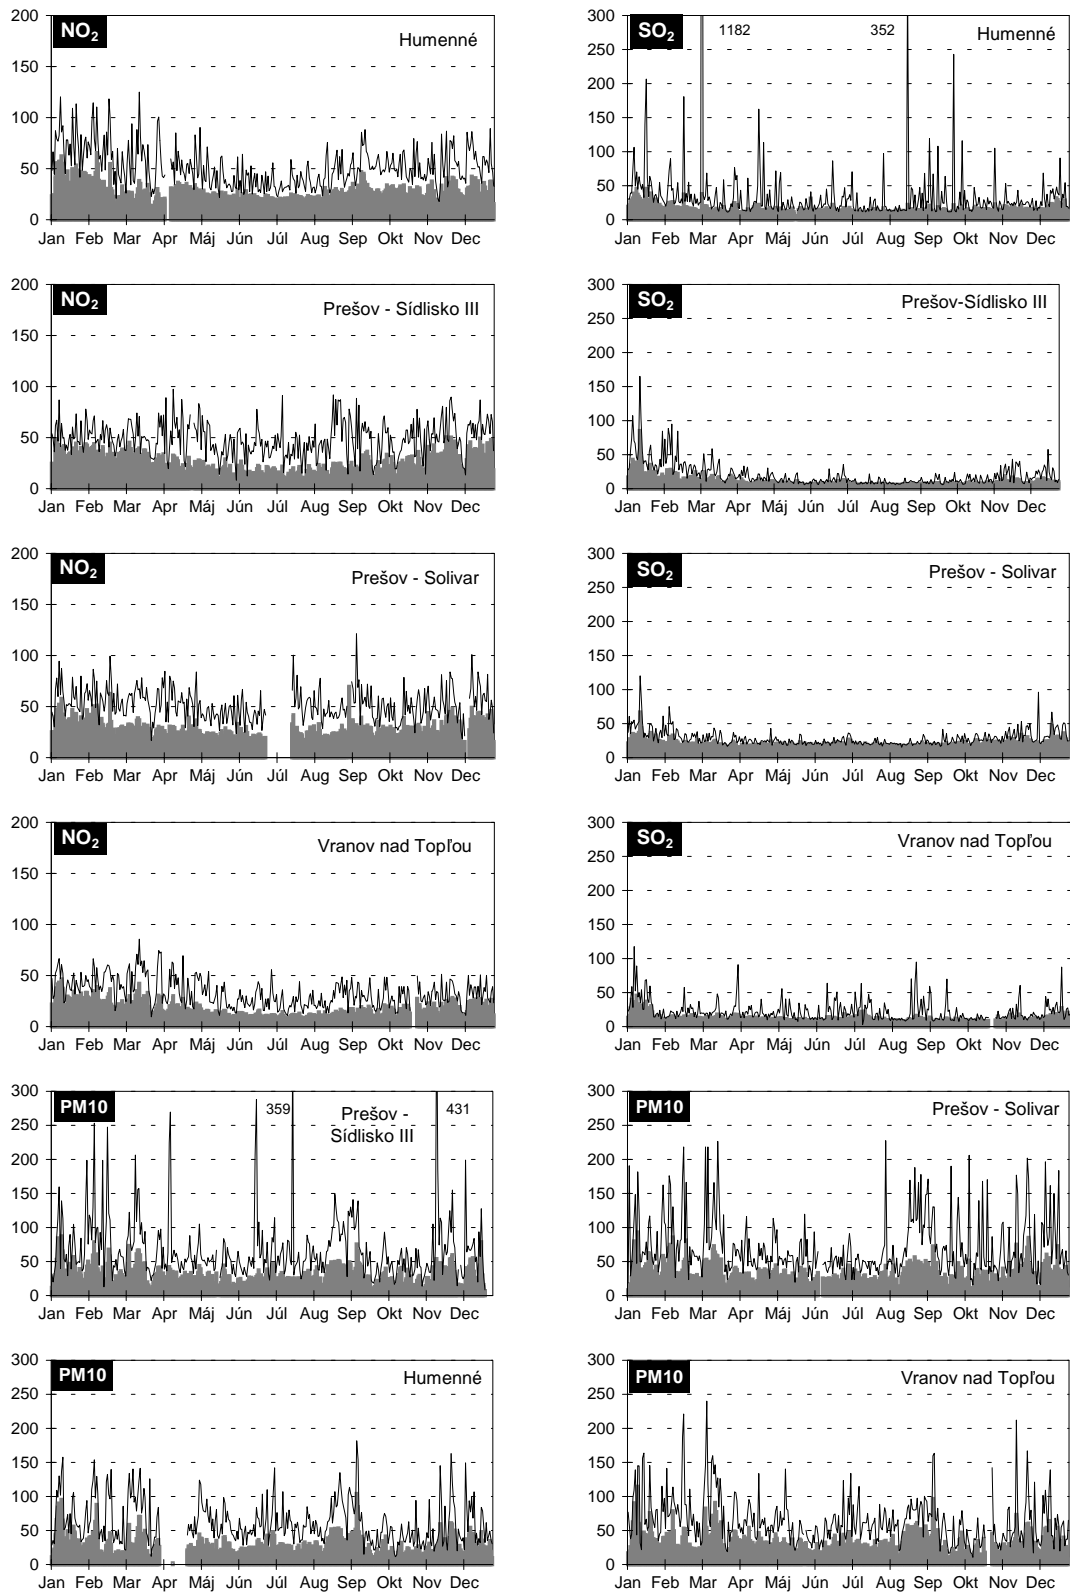 NO2
Humenné
200
150
100
50
0
Jan Feb Mar Apr Máj Jún Júl Aug Sep Okt Nov Dec
SO2
Humenné
1182
352
300
250
200
150
100
50
0
Jan Feb Mar Apr Máj Jún Júl Aug Sep Okt Nov Dec
NO2
Prešov - Sídlisko III
200
150
100
50
0
Jan Feb Mar Apr Máj Jún Júl Aug Sep Okt Nov Dec
SO2
Prešov-Sídlisko III
300
250
200
150
100
50
0
Jan Feb Mar Apr Máj Jún Júl Aug Sep Okt Nov Dec
NO2
Prešov - Solivar
200
150
100
50
0
Jan Feb Mar Apr Máj Jún Júl Aug Sep Okt Nov Dec
SO2
Prešov - Solivar
300
250
200
150
100
50
0
Jan Feb Mar Apr Máj Jún Júl Aug Sep Okt Nov Dec
NO2
Vranov nad Topľou
200
150
100
50
0
Jan Feb Mar Apr Máj Jún Júl Aug Sep Okt Nov Dec
SO2
Vranov nad Topľou
300
250
200
150
100
50
0
Jan Feb Mar Apr Máj Jún Júl Aug Sep Okt Nov Dec
PM10
359
Prešov -
Sídlisko III
431
300
250
200
150
100
50
0
Jan Feb Mar Apr Máj Jún Júl Aug Sep Okt Nov Dec
PM10
Prešov - Solivar
300
250
200
150
100
50
0
Jan Feb Mar Apr Máj Jún Júl Aug Sep Okt Nov Dec
PM10
Humenné
300
250
200
150
100
50
0
Jan Feb Mar Apr Máj Jún Júl Aug Sep Okt Nov Dec
PM10
Vranov nad Topľou
300
250
200
150
100
50
0
Jan Feb Mar Apr Máj Jún Júl Aug Sep Okt Nov Dec